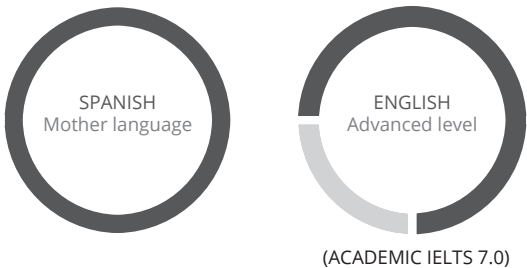 SPANISH
Mother language
ENGLISH
Advanced level
(ACADEMIC IELTS 7.0)